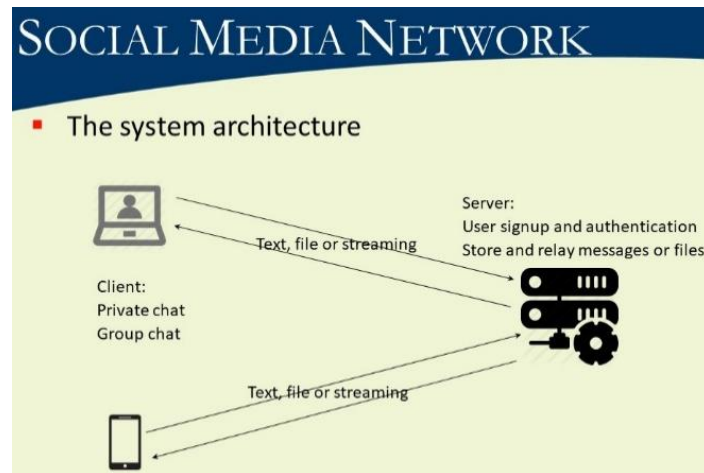 SOCIAL MEDIA NETWORK
The system architecture
Server:
User signup and authentication
Store and relay messages or files
Text, file or streaming
Client:
Private chat
Group chat
Text, file or streaming